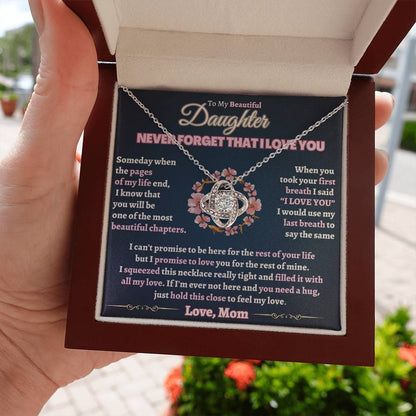 To My Beautiful
Daughter
NEVER FORGET THAT I LOVE YOU
Someday when
the pages
of my life end,
I know that
you will be
one of the most
beautiful chapters.
When you
took your first
breath I said
“I LOVE YOU”
I would use my
last breath to
say the same
I can't promise to be here for the rest of your life
but I promise to love you for the rest of mine.
I squeezed this necklace really tight and filled it with
all my love. If I'm ever not here and you need a hug,
just hold this close to feel my love.
Love, Mom